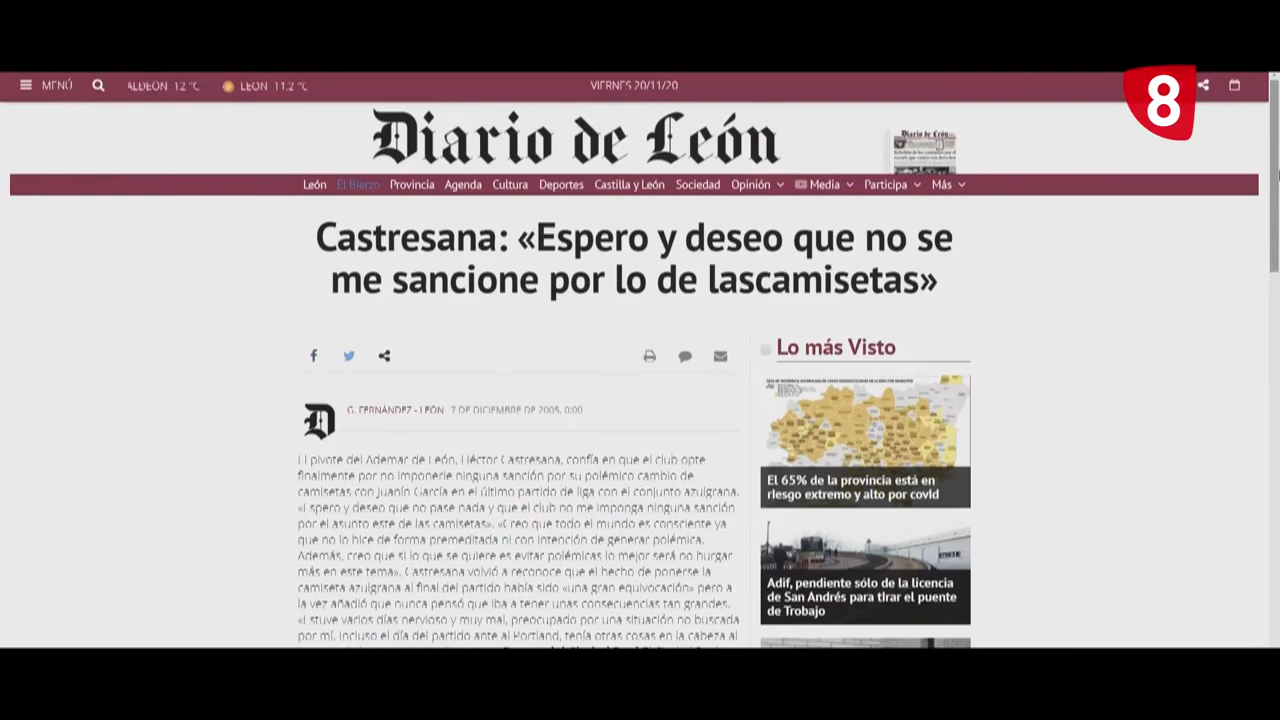 8
MENÚ
LEÓN 11.2 °C
VIERNES 20/11/20
Diario de León
Diario de León
León El Bierzo Provincia Agenda Cultura Deportes Castilla y León Sociedad Opinión Media Participa Más
Castresana: «Espero y deseo que no se
me sancione por lo de lascamisetas»
Lo más Visto
D
G. FERNÁNDEZ - LEÓN 7 DE DICIEMBRE DE 2005, 0:00
El pívote del Ademar de León, Héctor Castresana, confía en que el club opte
finalmente por no imponerle ninguna sanción por su polémico cambio de
camisetas con Juanín García en el último partido de liga con el conjunto azulgrana.
«Espero y deseo que no pase nada y que el club no me imponga ninguna sanción
por el asunto este de las camisetas». «Creo que todo el mundo es consciente ya
que no lo hice de forma premeditada ni con intención de generar polémica.
Además, creo que si lo que se quiere es evitar polémicas lo mejor será no hurgar
más en este tema». Castresana volvió a reconoce que el hecho de ponerse la
camiseta azulgrana al final del partido había sido «una gran equivocación» pero a
la vez añadió que nunca pensó que iba a tener unas consecuencias tan grandes.
«Estuve varios días nervioso y muy mal, preocupado por una situación no buscada
por mí. Incluso el día del partido ante al Portland, tenía otras cosas en la cabeza al
El 65% de la provincia está en
riesgo extremo y alto por covid
Adif, pendiente sólo de la licencia
de San Andrés para tirar el puente
de Trobajo